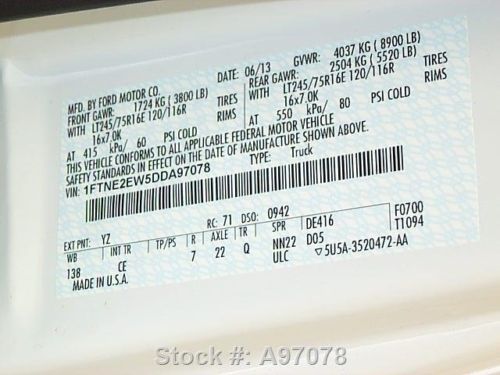 MFD. BY FORD MOTOR CO.
DATE: 06/13 GVWR: 4037 KG ( 8900 LB)
FRONT GAWR: 1724 KG ( 3800 LB) REAR GAWR: 2504 KG ( 5520 LB)
WITH LT245/75R16E 120/116R TIRES WITH LT245/75R16E 120/116R TIRES
16x7.0K RIMS 16x7.0K RIMS
AT 415 kPa/ 60 PSI COLD AT 550 kPa/ 80 PSI COLD
THIS VEHICLE CONFORMS TO ALL APPLICABLE FEDERAL MOTOR VEHICLE
SAFETY STANDARDS IN EFFECT ON THE DATE OF MANUFACTURE SHOWN ABOVE.
VIN: 1FTNE2EW5DDA97078 TYPE: Truck
F0700
T1094
EXT PNT: YZ RC: 71 DSO: 0942
WB INT TR TP/PS R AXLE TR SPR DE416
138 CE 7 22 Q NN22 D05
MADE IN U.S.A. ULC ▽5U5A-3520472-AA
Stock #: A97078